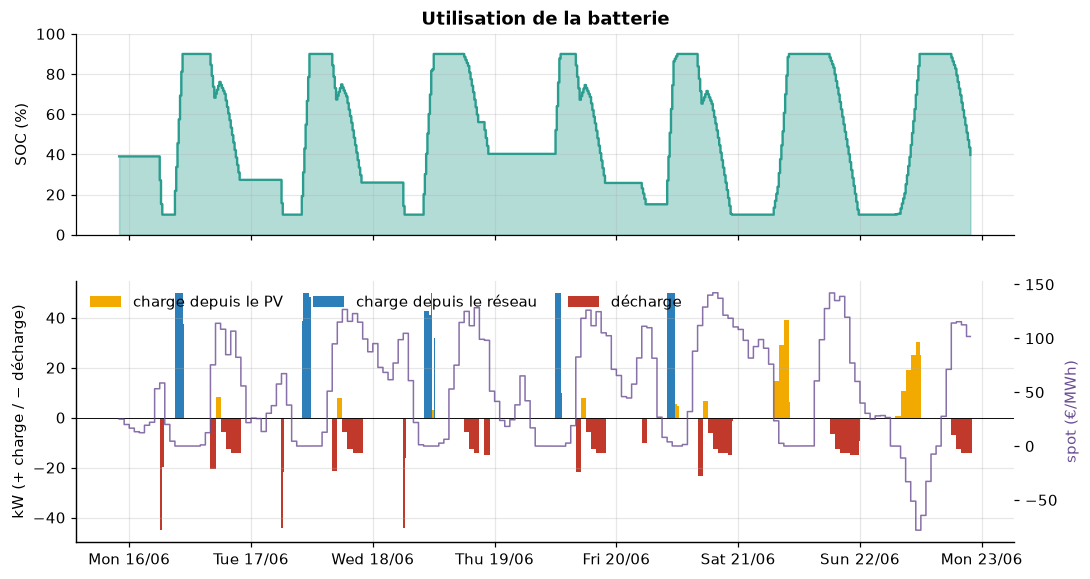 Utilisation de la batterie
100
80
60
40
20
0
SOC (%)
charge depuis le PV
charge depuis le réseau
décharge
40
20
0
−20
−40
kW (+ charge / − décharge)
150
100
50
0
−50
spot (€/MWh)
Mon 16/06
Tue 17/06
Wed 18/06
Thu 19/06
Fri 20/06
Sat 21/06
Sun 22/06
Mon 23/06